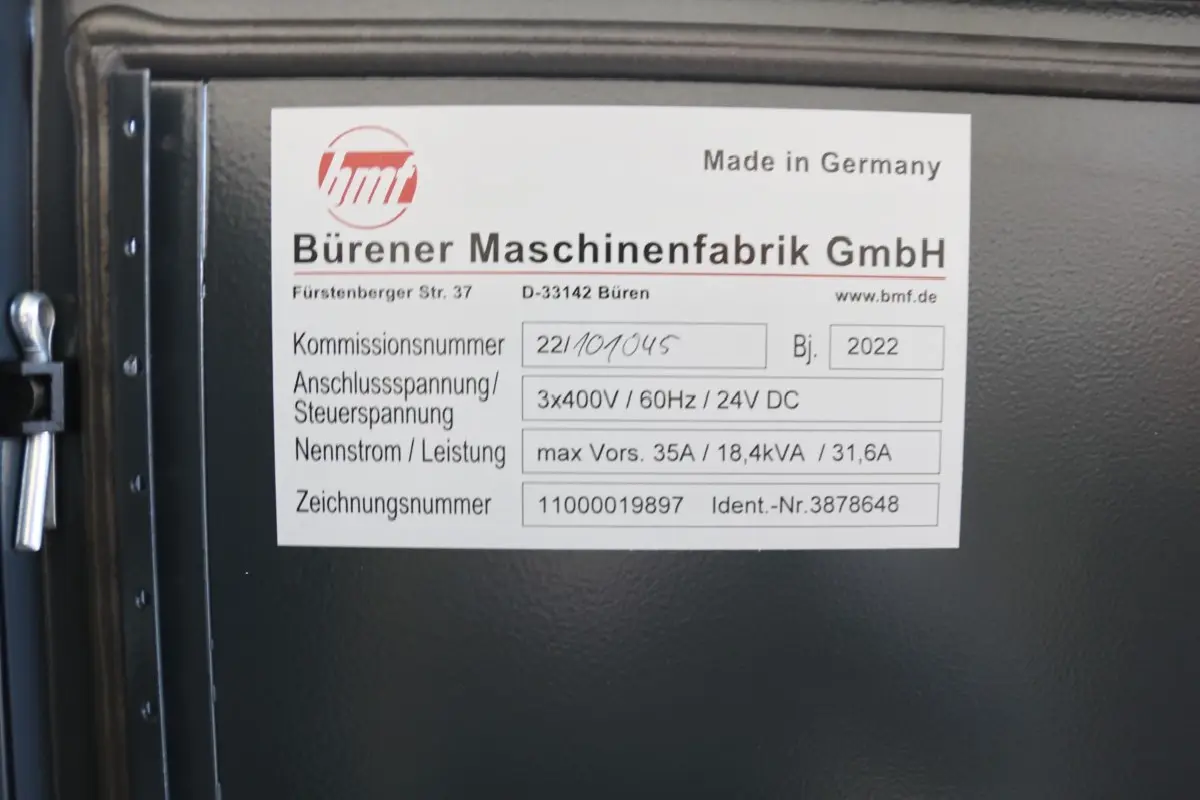 bmf
Made in Germany
Bürener Maschinenfabrik GmbH
Fürstenberger Str. 37 D-33142 Büren www.bmf.de
Kommissionsnummer 22/101045 Bj. 2022
Anschlussspannung/
Steuerspannung 3x400V / 60Hz / 24V DC
Nennstrom / Leistung max Vors. 35A / 18,4kVA / 31,6A
Zeichnungsnummer 11000019897 Ident.-Nr.3878648